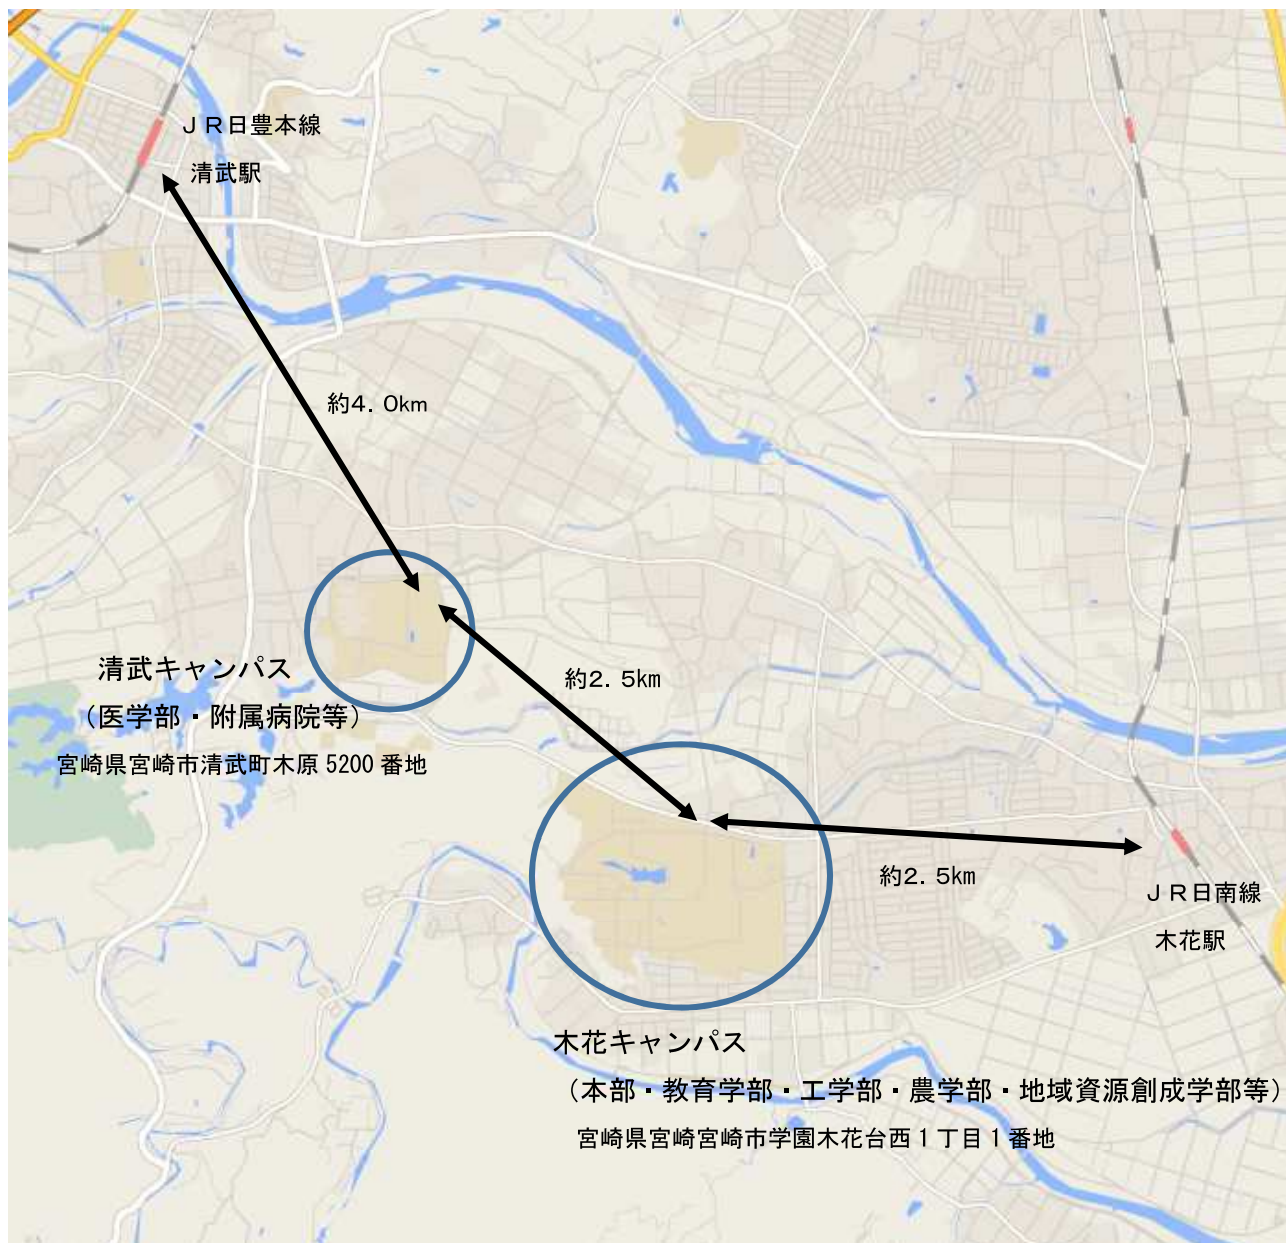 ＪＲ日豊本線
清武駅
約4．0km
清武キャンパス
（医学部・附属病院等）
宮崎県宮崎市清武町木原 5200 番地
約2．5km
約2．5km
ＪＲ日南線
木花駅
木花キャンパス
（本部・教育学部・工学部・農学部・地域資源創成学部等）
宮崎県宮崎宮崎市学園木花台西１丁目１番地